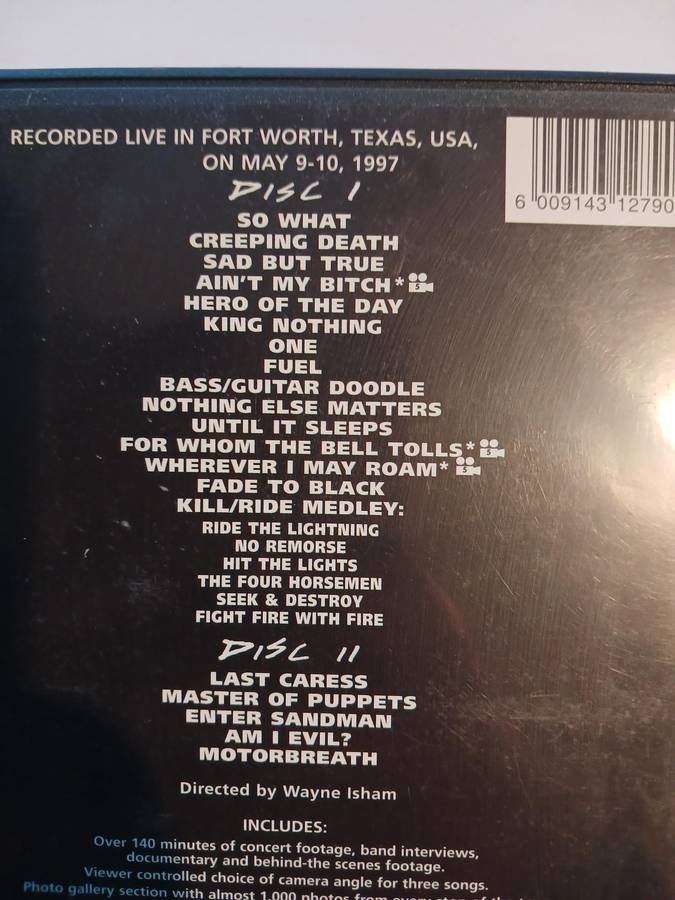 RECORDED LIVE IN FORT WORTH, TEXAS, USA,
ON MAY 9-10, 1997
6 009143 12790
DISC I
SO WHAT
CREEPING DEATH
SAD BUT TRUE
AIN'T MY BITCH* 5
HERO OF THE DAY
KING NOTHING
ONE
FUEL
BASS/GUITAR DOODLE
NOTHING ELSE MATTERS
UNTIL IT SLEEPS
FOR WHOM THE BELL TOLLS* 5
WHEREVER I MAY ROAM* 5
FADE TO BLACK
KILL/RIDE MEDLEY:
RIDE THE LIGHTNING
NO REMORSE
HIT THE LIGHTS
THE FOUR HORSEMEN
SEEK & DESTROY
FIGHT FIRE WITH FIRE
DISC II
LAST CARESS
MASTER OF PUPPETS
ENTER SANDMAN
AM I EVIL?
MOTORBREATH
Directed by Wayne Isham
INCLUDES:
Over 140 minutes of concert footage, band interviews,
documentary and behind-the scenes footage.
Viewer controlled choice of camera angle for three songs.
Photo gallery section with almost 1,000 photos from every stop of the